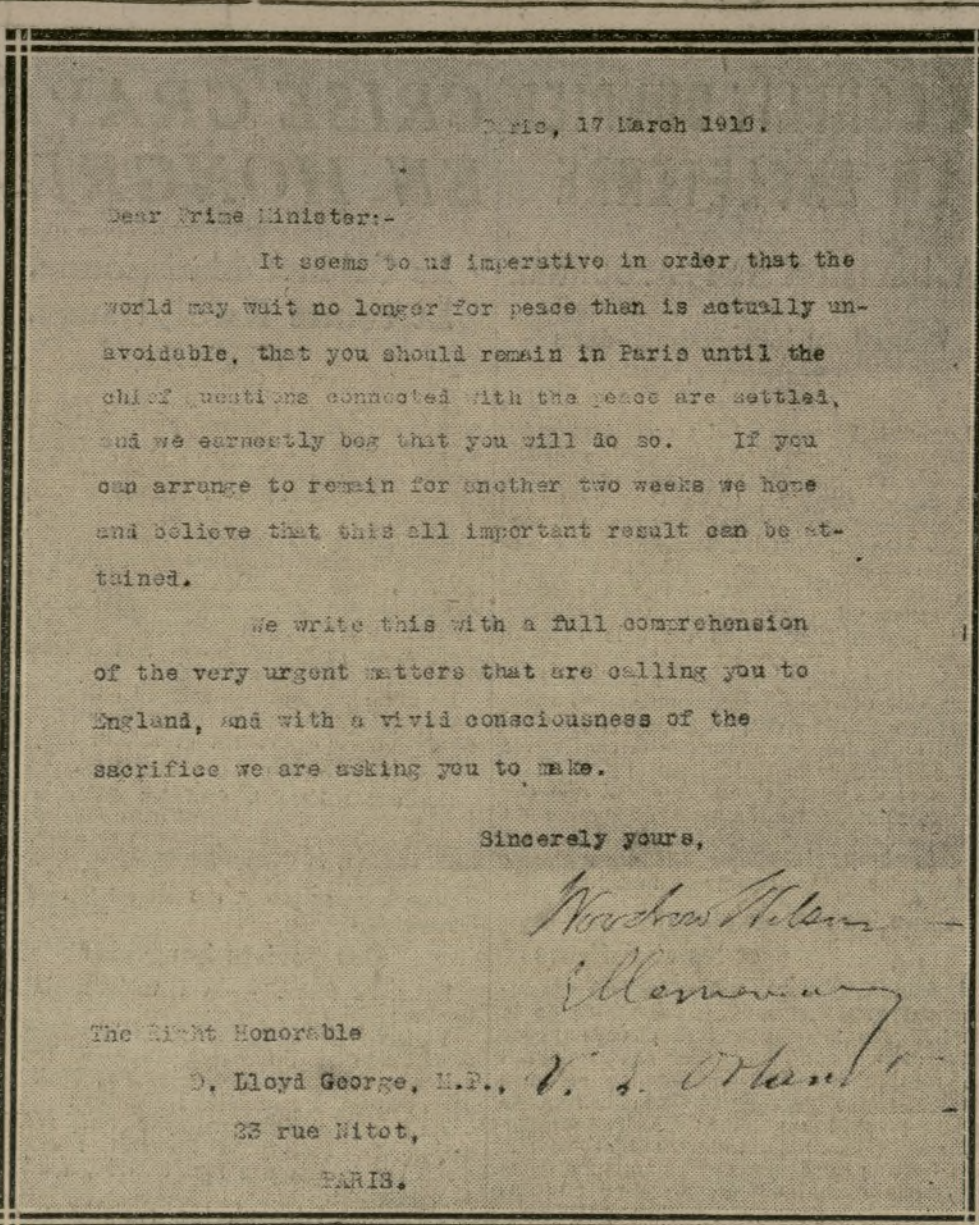 Paris, 17 March 1919.
Dear Prime Minister:-
It seems to us imperative in order that the
world may wait no longer for peace than is actually un-
avoidable, that you should remain in Paris until the
chief questions connected with the peace are settled,
and we earnestly beg that you will do so. If you
can arrange to remain for another two weeks we hope
and believe that this all important result can be at-
tained.
We write this with a full comprehension
of the very urgent matters that are calling you to
England, and with a vivid consciousness of the
sacrifice we are asking you to make.
Sincerely yours,
Woodrow Wilson
Clemenceau
V. E. Orlando
The Right Honorable
D. Lloyd George, M.P.,
23 rue Nitot,
PARIS.